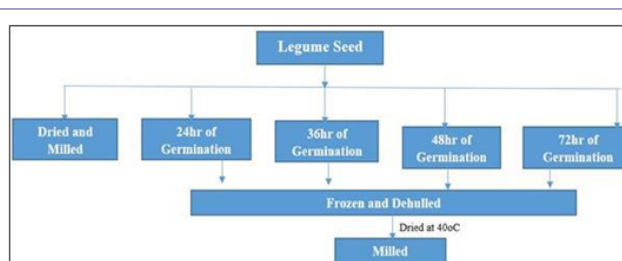 Legume Seed
Dried and
Milled
24hr of
Germination
36hr of
Germination
48hr of
Germination
72hr of
Germination
Frozen and Dehulled
Dried at 40oC
Milled